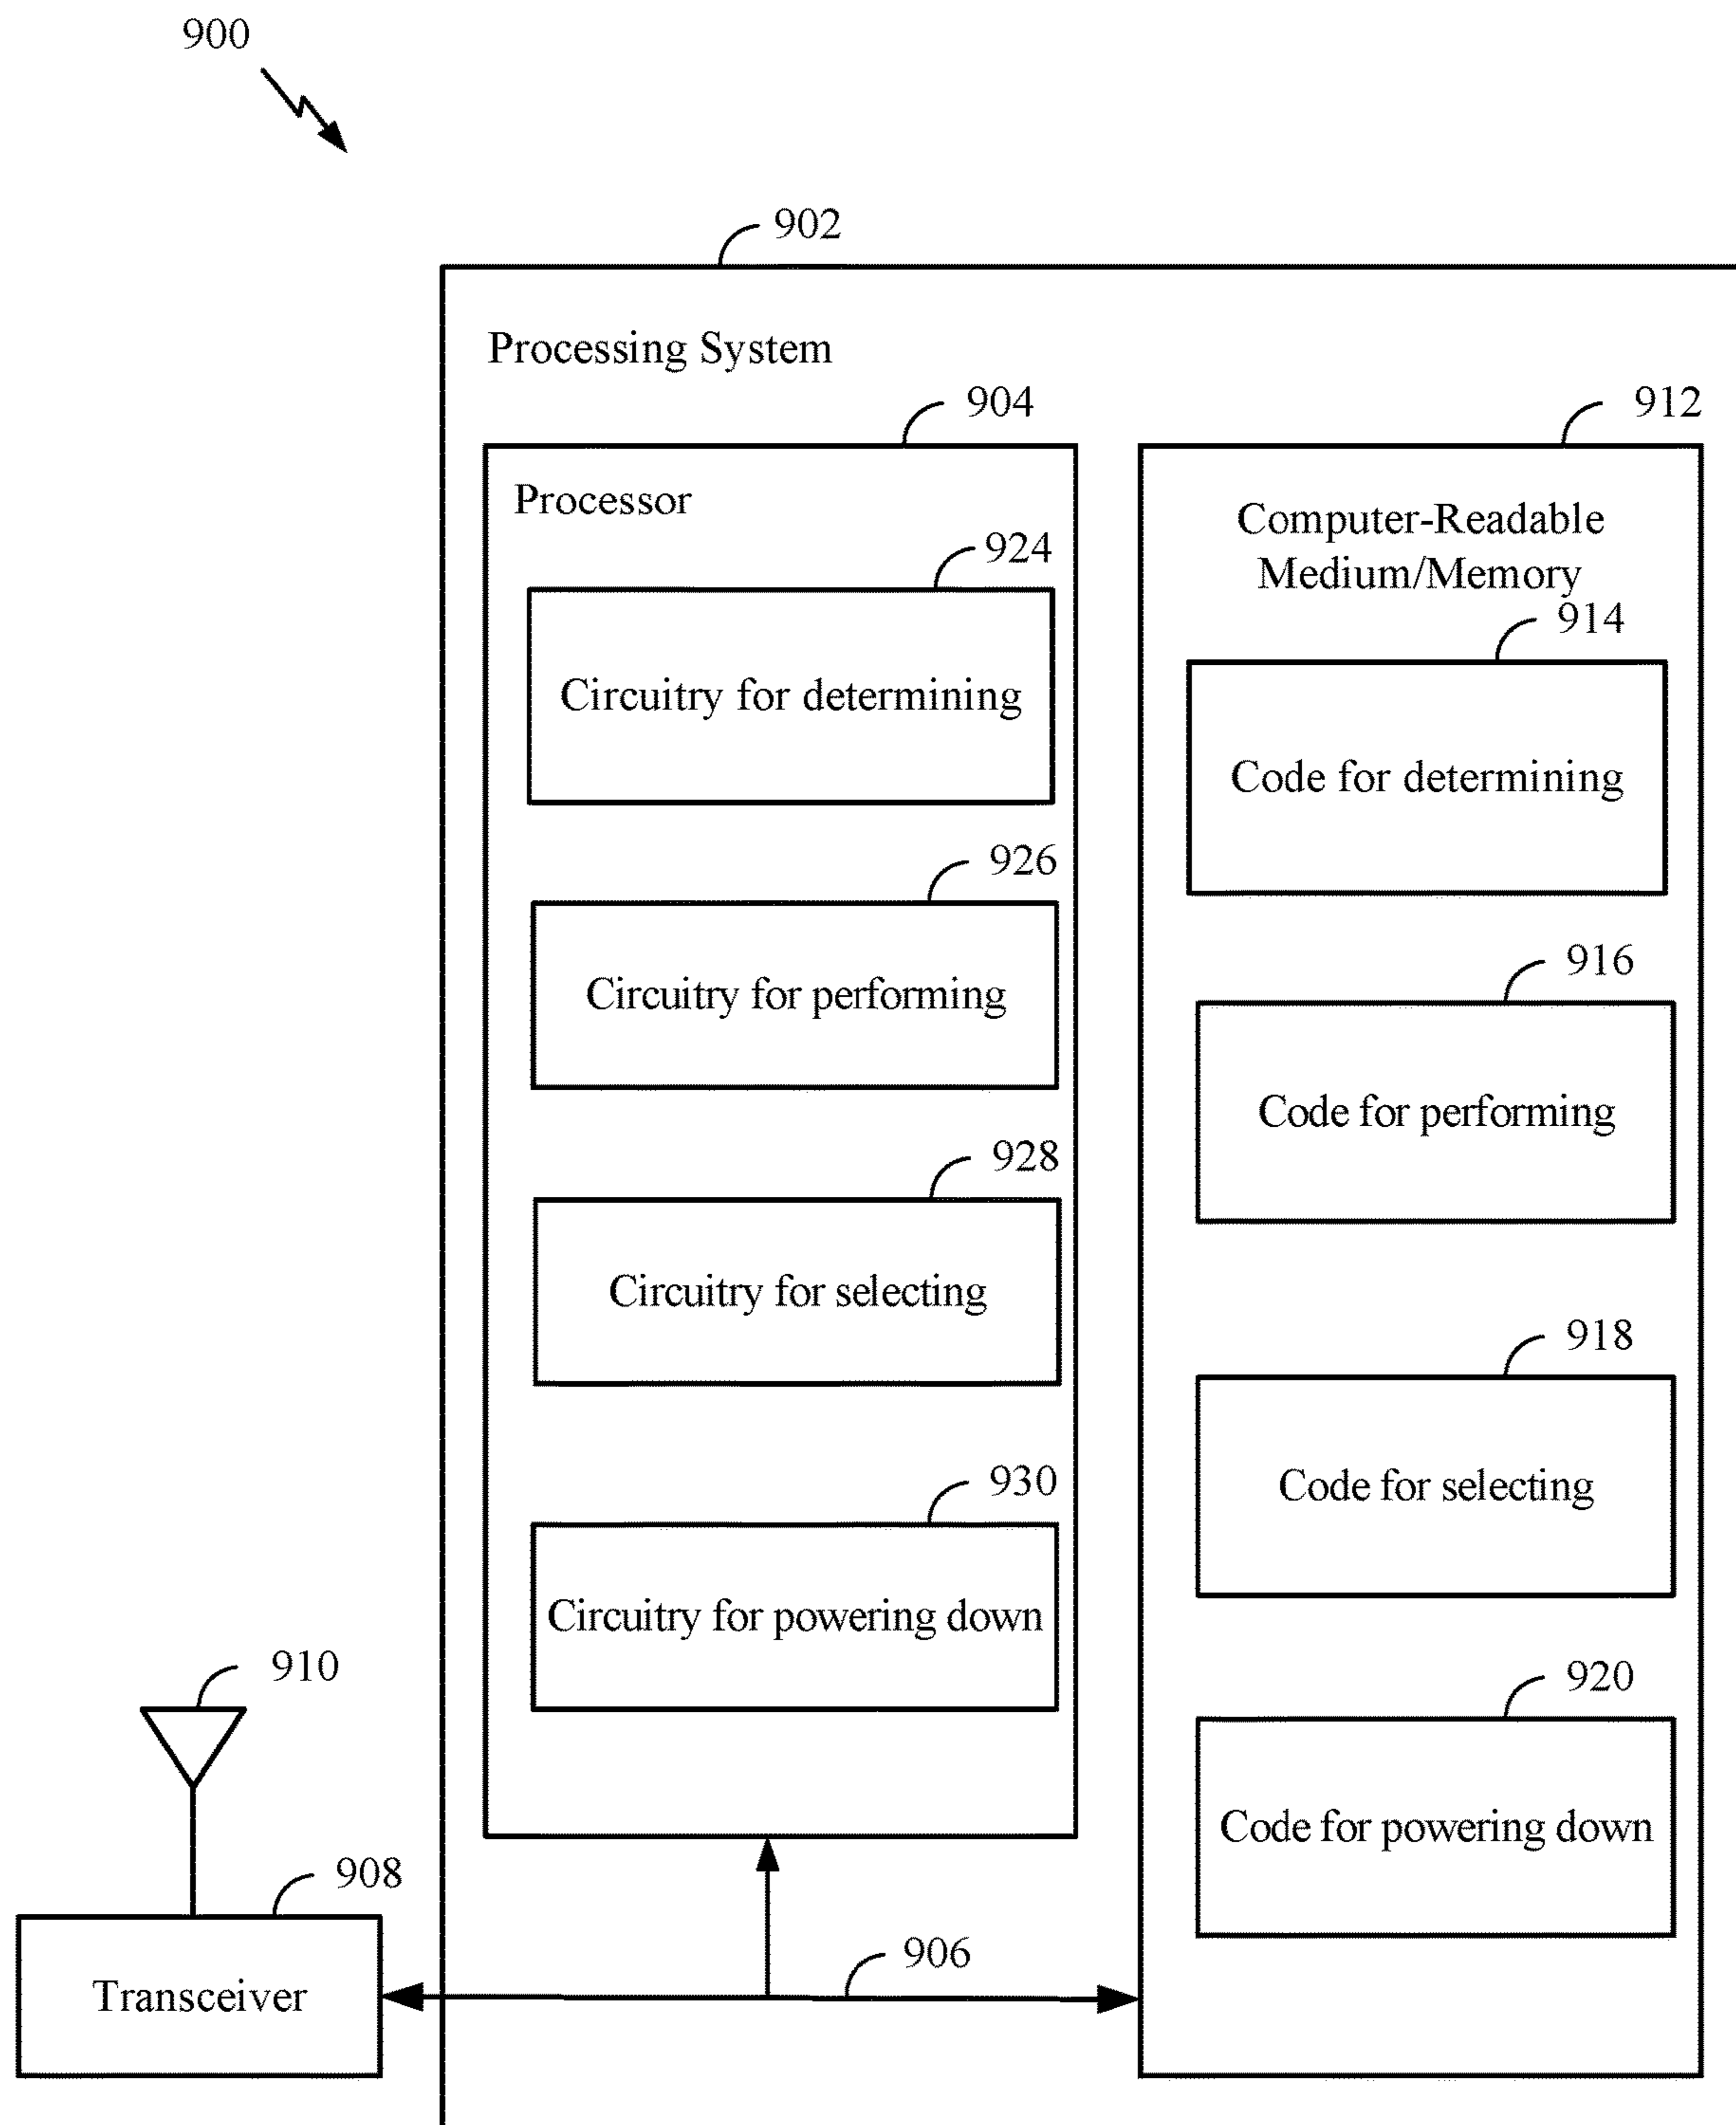 900
902
Processing System
904
912
Processor
Computer-Readable
Medium/Memory
924
914
Circuitry for determining
Code for determining
926
916
Circuitry for performing
Code for performing
928
918
Circuitry for selecting
Code for selecting
930
920
Circuitry for powering down
Code for powering down
910
908
906
Transceiver